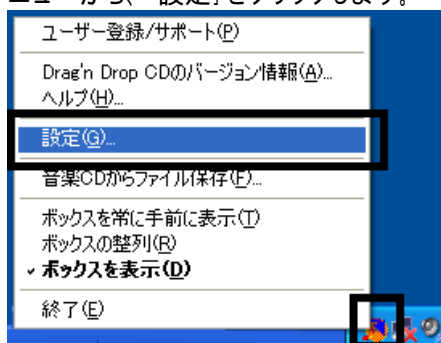 ニューから、「設定」をクリックします。
ユーザー登録/サポート(P)
Drag'n Drop CDのバージョン情報(A)...
ヘルプ(H)...
設定(G)...
音楽CDからファイル保存(F)...
ボックスを常に手前に表示(T)
ボックスの整列(R)
ボックスを表示(D)
終了(E)